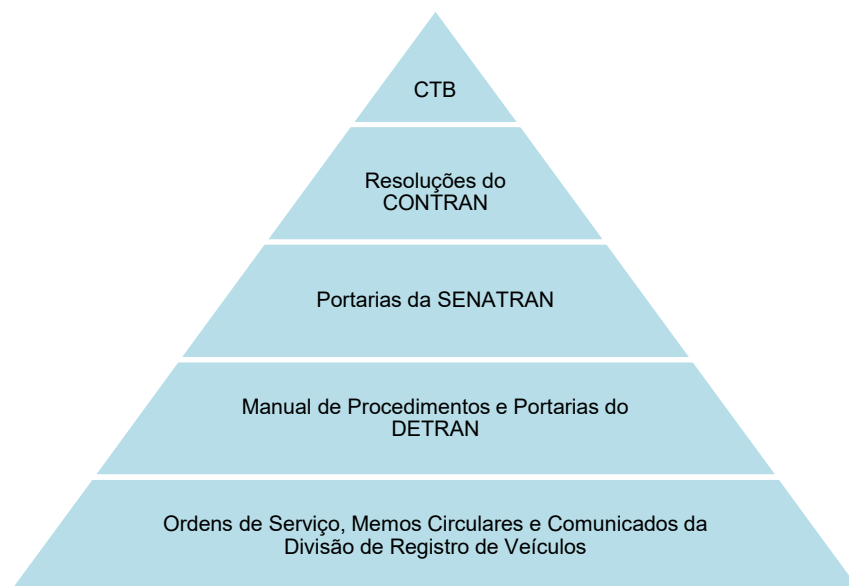 CTB
Resoluções do
CONTRAN
Portarias da SENATRAN
Manual de Procedimentos e Portarias do
DETRAN
Ordens de Serviço, Memos Circulares e Comunicados da
Divisão de Registro de Veículos